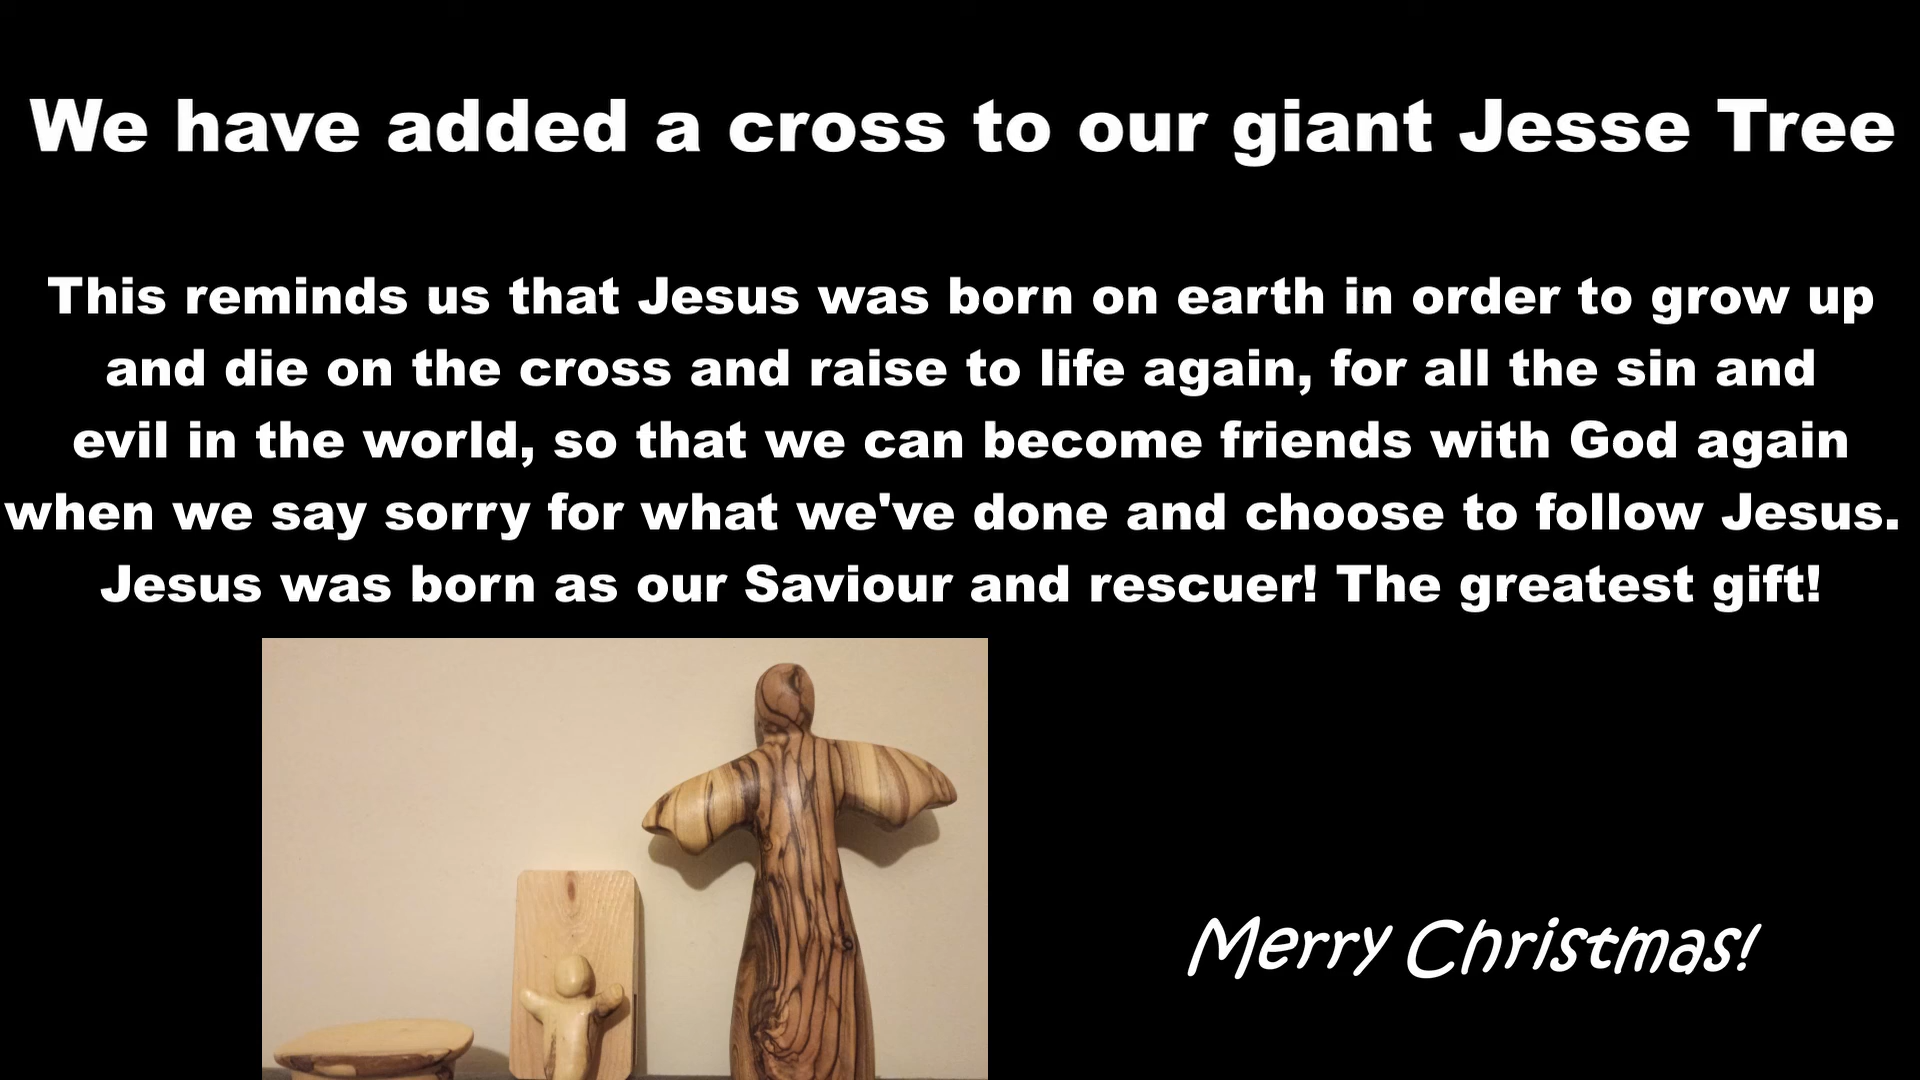 We have added a cross to our giant Jesse Tree
This reminds us that Jesus was born on earth in order to grow up
and die on the cross and raise to life again, for all the sin and
evil in the world, so that we can become friends with God again
when we say sorry for what we've done and choose to follow Jesus.
Jesus was born as our Saviour and rescuer! The greatest gift!
Merry Christmas!